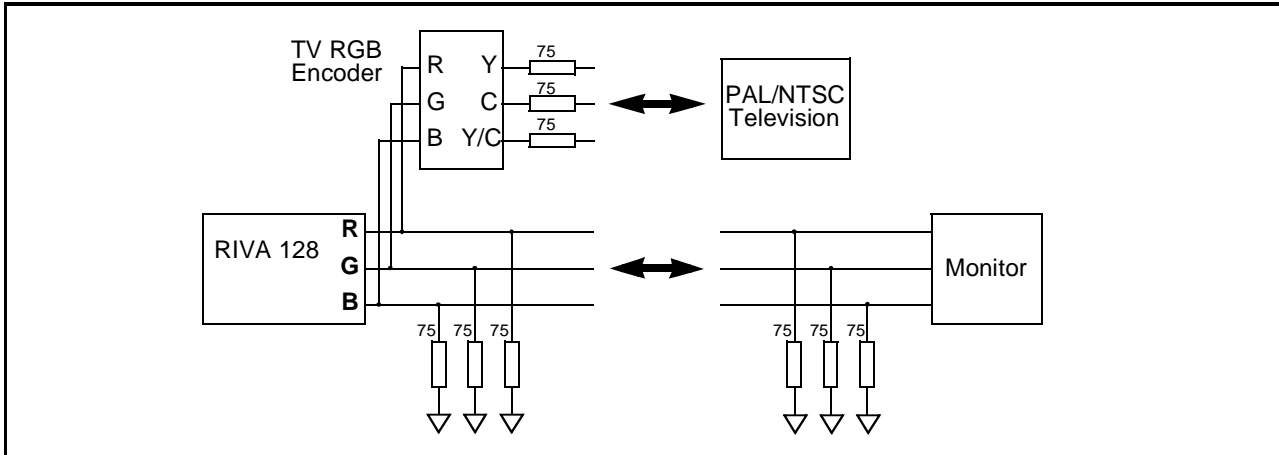 TV RGB
Encoder
R Y
G C
B Y/C
75
75
75
PAL/NTSC
Television
RIVA 128
R
G
B
Monitor
75 75 75
75 75 75